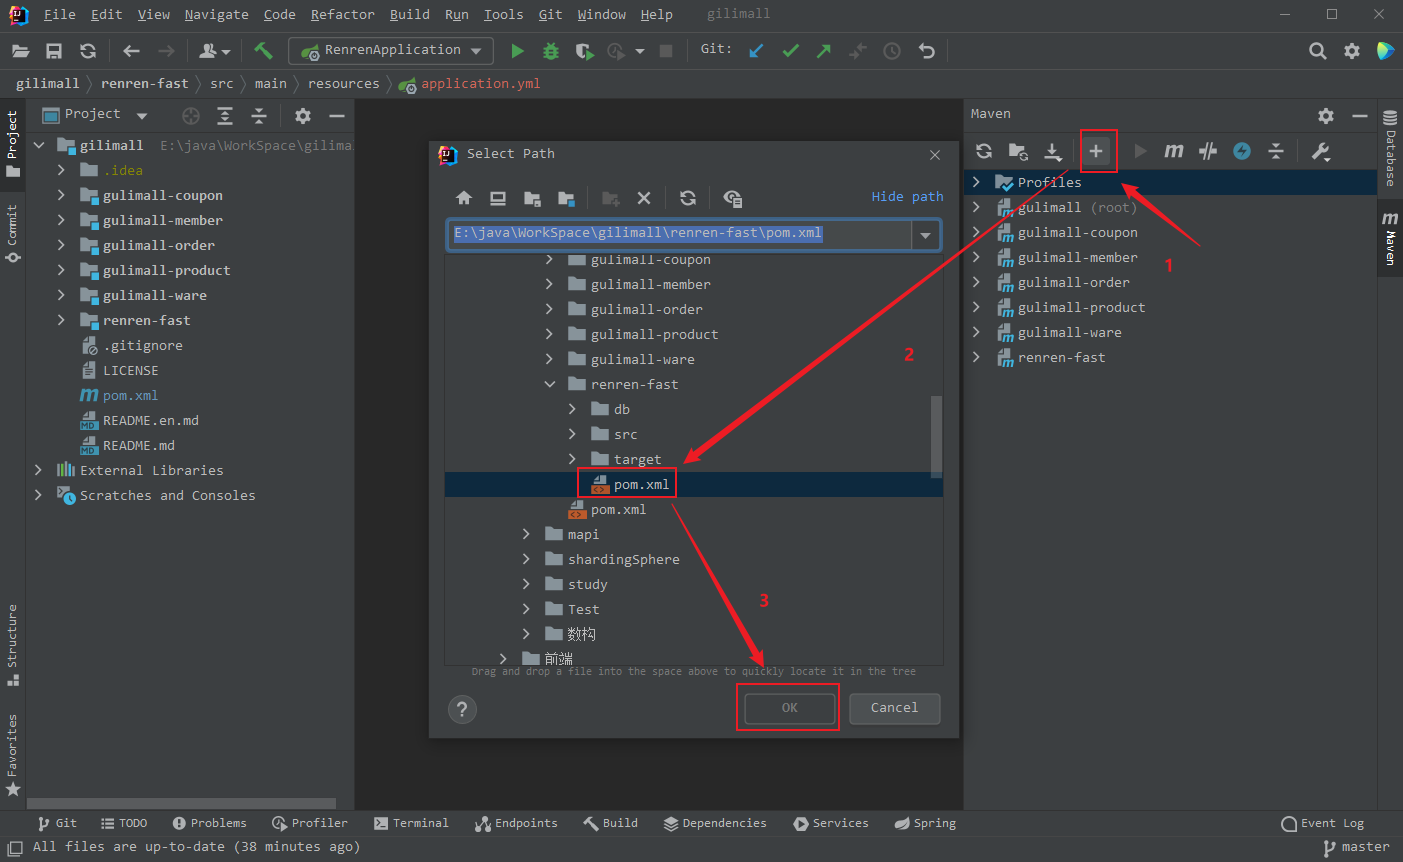 File Edit View Navigate Code Refactor Build Run Tools Git Window Help gilimall
RenrenApplication Git:
gilimall renren-fast src main resources application.yml
Project
Commit
Structure
Favorites
Project
gilimall E:\java\WorkSpace\gilima
.idea
gulimall-coupon
gulimall-member
gulimall-order
gulimall-product
gulimall-ware
renren-fast
.gitignore
LICENSE
pom.xml
README.en.md
README.md
External Libraries
Scratches and Consoles
Select Path
Hide path
E:\java\WorkSpace\gilimall\renren-fast\pom.xml
gulimall-coupon
gulimall-member
gulimall-order
gulimall-product
gulimall-ware
renren-fast
db
src
target
pom.xml
pom.xml
mapi
shardingSphere
study
Test
数构
前端
Drag and drop a file into the space above to quickly locate it in the tree
? OK Cancel
1
2
3
Maven
Profiles
gulimall (root)
gulimall-coupon
gulimall-member
gulimall-order
gulimall-product
gulimall-ware
renren-fast
Database
Maven
Git TODO Problems Profiler Terminal Endpoints Build Dependencies Services Spring Event Log
All files are up-to-date (38 minutes ago) master